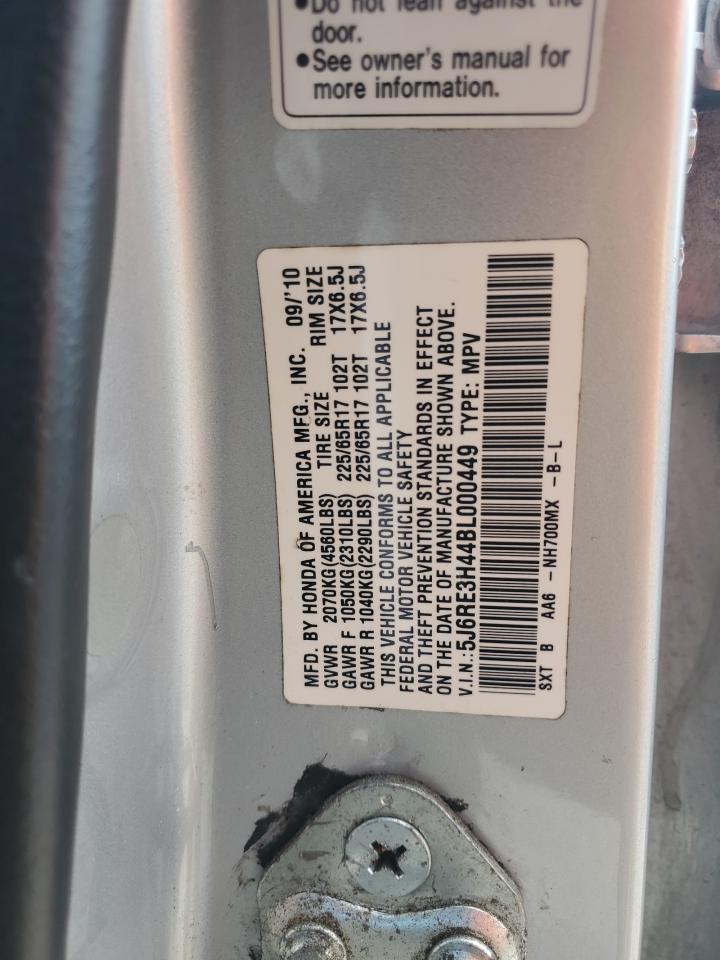 ●Do not lean against the
door.
●See owner's manual for
more information.
MFD. BY HONDA OF AMERICA MFG., INC. 09/'10
GVWR 2070KG(4560LBS) TIRE SIZE RIM SIZE
GAWR F 1050KG(2310LBS) 225/65R17 102T 17X6.5J
GAWR R 1040KG(2290LBS) 225/65R17 102T 17X6.5J
THIS VEHICLE CONFORMS TO ALL APPLICABLE
FEDERAL MOTOR VEHICLE SAFETY
AND THEFT PREVENTION STANDARDS IN EFFECT
ON THE DATE OF MANUFACTURE SHOWN ABOVE.
V.I.N.:5J6RE3H44BL000449 TYPE: MPV
SXT B AA6 -NH700MX -B-L